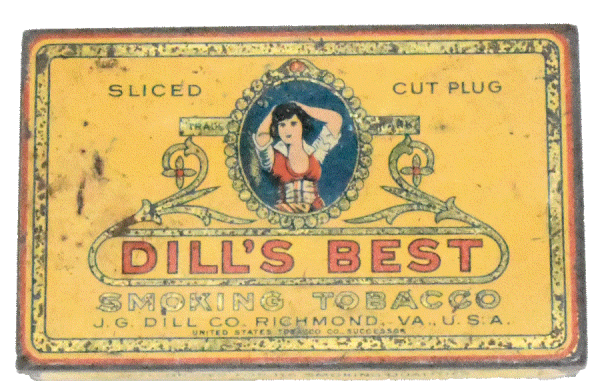 SLICED CUT PLUG
TRADE MARK
DILL'S BEST
SMOKING TOBACCO
J.G. DILL CO. RICHMOND, VA., U.S.A.
UNITED STATES TOBACCO CO. SUCCESSOR